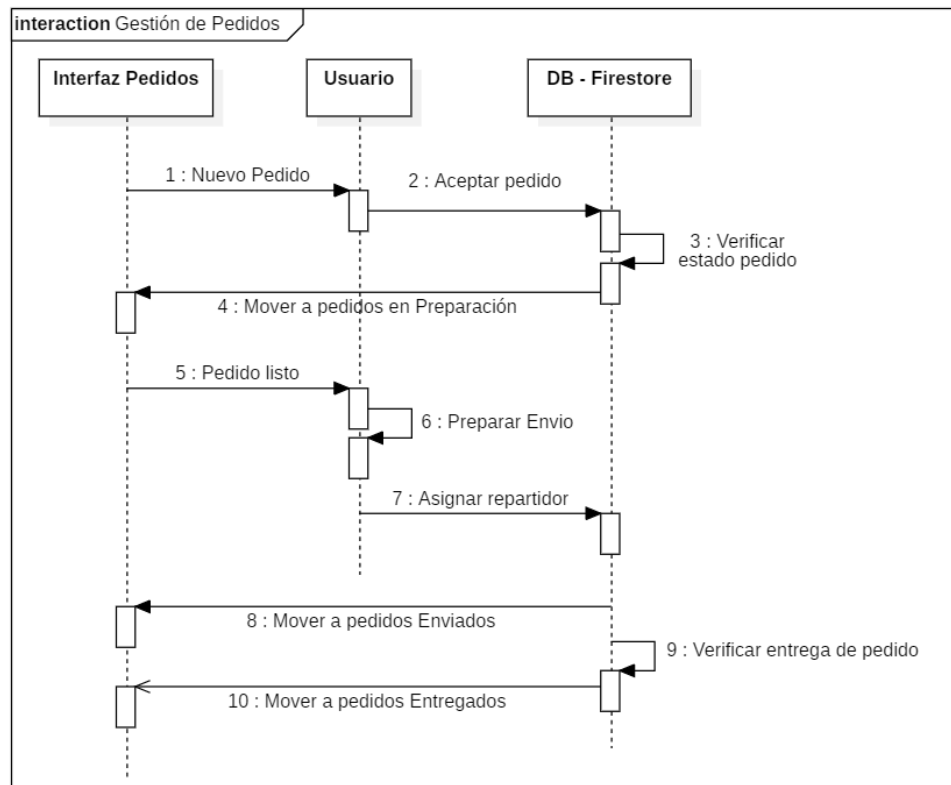 interaction Gestión de Pedidos
Interfaz Pedidos
Usuario
DB - Firestore
1 : Nuevo Pedido
2 : Aceptar pedido
3 : Verificar
estado pedido
4 : Mover a pedidos en Preparación
5 : Pedido listo
6 : Preparar Envio
7 : Asignar repartidor
8 : Mover a pedidos Enviados
9 : Verificar entrega de pedido
10 : Mover a pedidos Entregados